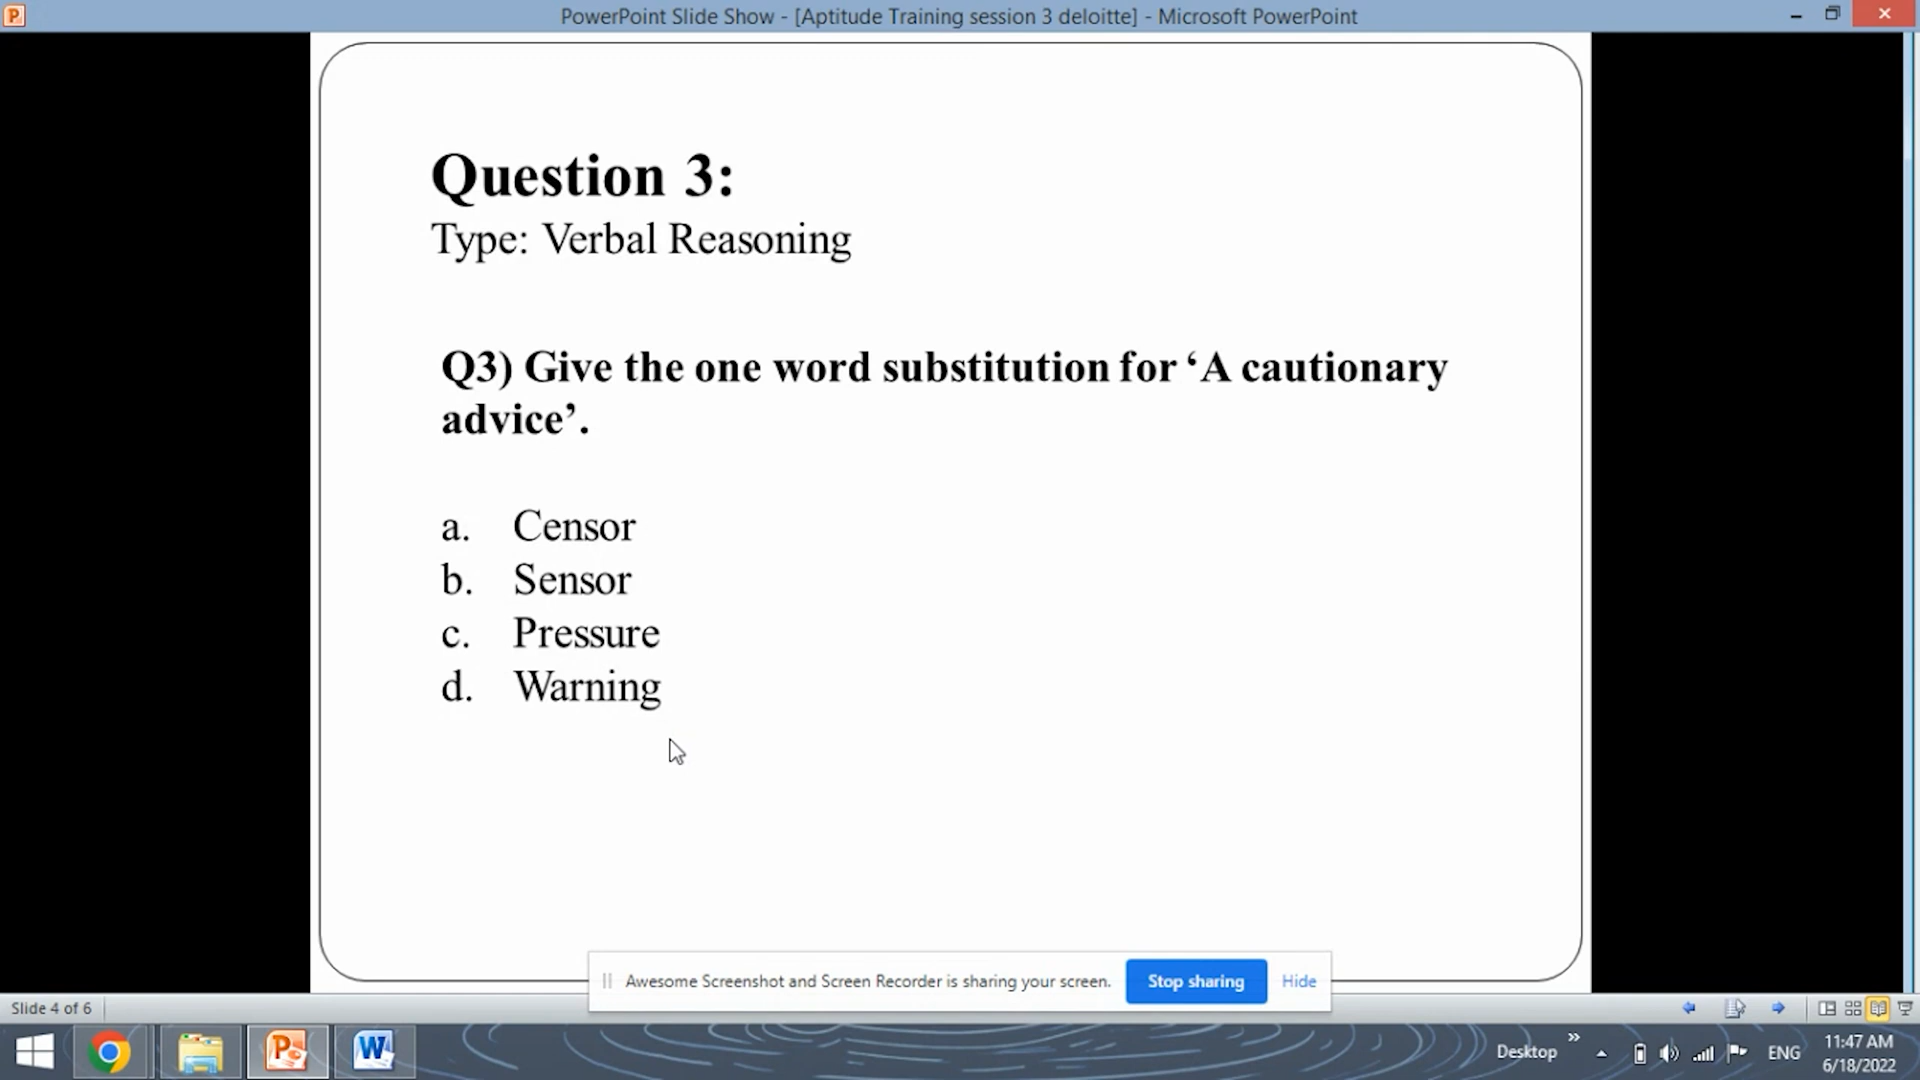 PowerPoint Slide Show - [Aptitude Training session 3 deloitte] - Microsoft PowerPoint
Question 3:
Type: Verbal Reasoning
Q3) Give the one word substitution for ‘A cautionary
advice’.
a. Censor
b. Sensor
c. Pressure
d. Warning
Awesome Screenshot and Screen Recorder is sharing your screen. Stop sharing Hide
Slide 4 of 6
Desktop ENG 11:47 AM
6/18/2022